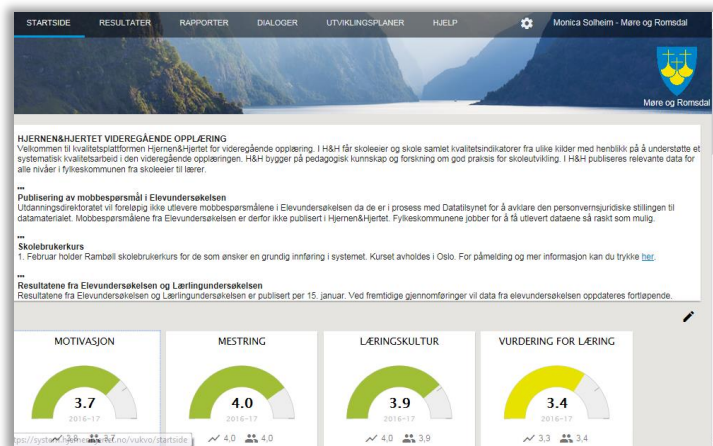 STARTSIDE RESULTATER RAPPORTER DIALOGER UTVIKLINGSPLANER HJELP Monica Solheim - Møre og Romsdal
Møre og Romsdal
HJERNEN&HJERTET VIDEREGÅENDE OPPLÆRING
Velkommen til kvalitetsplattformen Hjernen&Hjertet for videregående opplæring. I H&H får skoleeier og skole samlet kvalitetsindikatorer fra ulike kilder med henblikk på å understøtte et
systematisk kvalitetsarbeid i den videregående opplæringen. H&H bygger på pedagogisk kunnskap og forskning om god praksis for skoleutvikling. I H&H publiseres relevante data for
alle nivåer i fylkeskommunen fra skoleeier til lærer.
***
Publisering av mobbespørsmål i Elevundersøkelsen
Utdanningsdirektoratet vil foreløpig ikke utlevere mobbespørsmålene i Elevundersøkelsen da de er i prosess med Datatilsynet for å avklare den personvernsjuridiske stillingen til
datamaterialet. Mobbespørsmålene fra Elevundersøkelsen er derfor ikke publisert i Hjernen&Hjertet. Fylkeskommunene jobber for å få utlevert dataene så raskt som mulig.
***
Skolebrukerkurs
1. Februar holder Rambøll skolebrukerkurs for de som ønsker en grundig innføring i systemet. Kurset avholdes i Oslo. For påmelding og mer informasjon kan du trykke her.
***
Resultatene fra Elevundersøkelsen og Lærlingundersøkelsen
Resultatene fra Elevundersøkelsen og Lærlingundersøkelsen er publisert per 15. januar. Ved fremtidige gjennomføringer vil data fra elevundersøkelsen oppdateres fortløpende.
MOTIVASJON MESTRING LÆRINGSKULTUR VURDERING FOR LÆRING
3.7 4.0 3.9 3.4
2016-17 2016-17 2016-17 2016-17
3,8 3,7 4,0 4,0 4,0 3,9 3,3 3,4